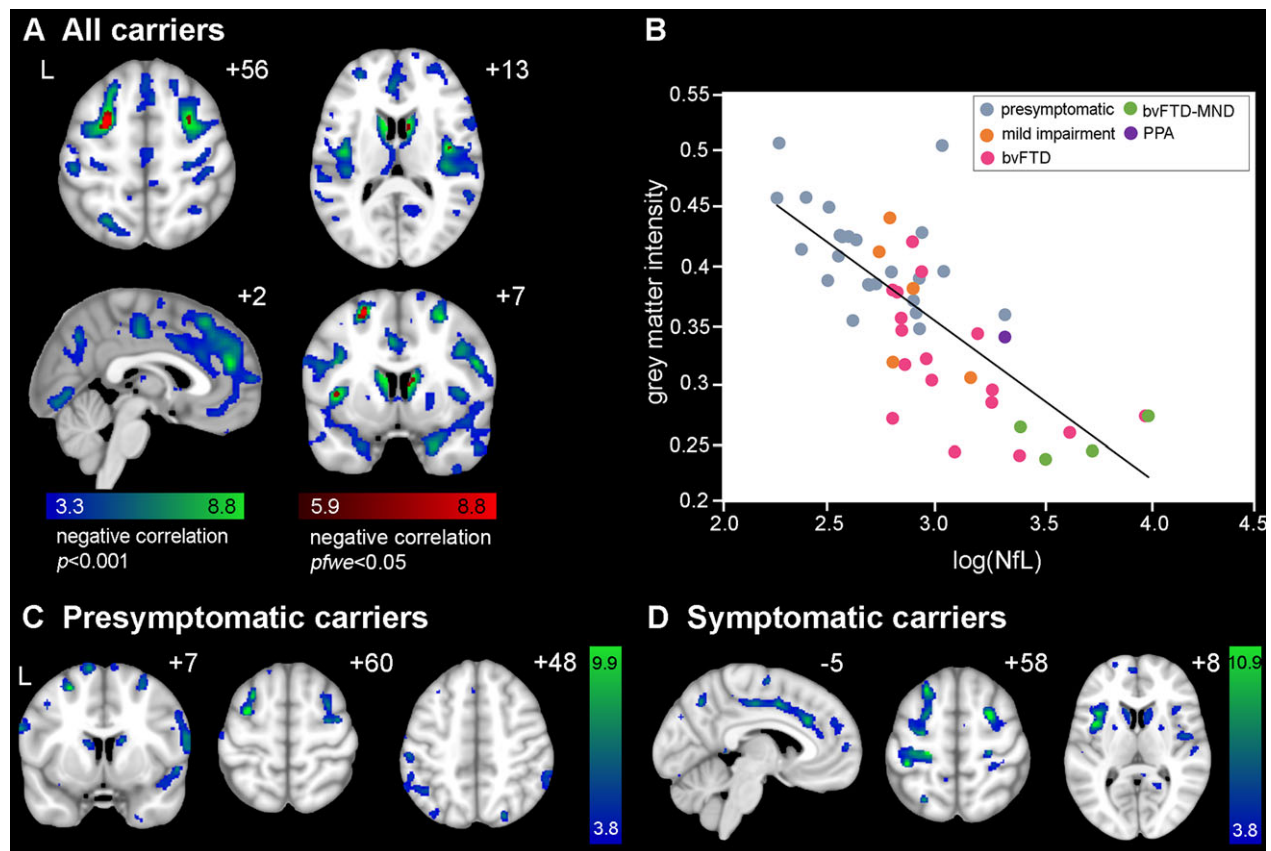 A All carriers
L
+56
+13
+2
+7
3.3 8.8
negative correlation
p<0.001
5.9 8.8
negative correlation
pfwe<0.05
B
0.55
0.5
0.45
0.4
0.35
0.3
0.25
0.2
grey matter intensity
presymptomatic
mild impairment
bvFTD
bvFTD-MND
PPA
2.0 2.5 3.0 3.5 4.0 4.5
log(NfL)
C Presymptomatic carriers
L
+7
+60
+48
9.9
3.8
D Symptomatic carriers
-5
+58
+8
10.9
3.8